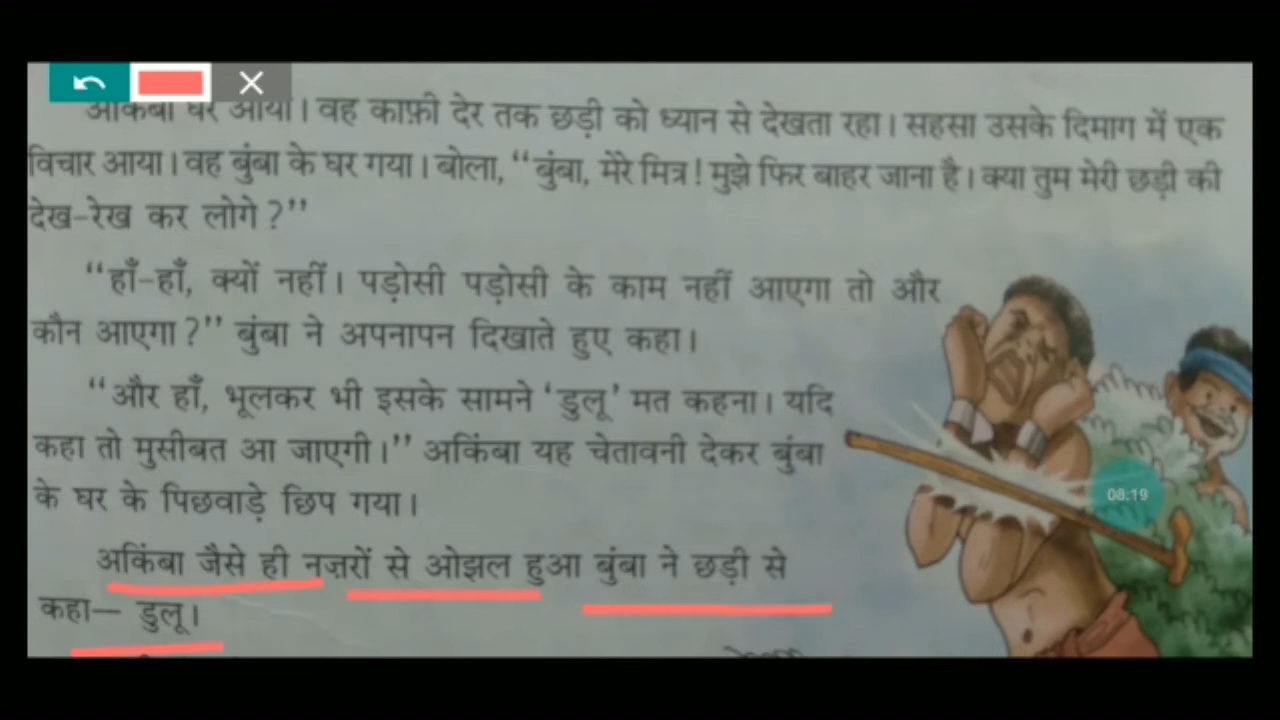 अकिंबा घर आया। वह काफ़ी देर तक छड़ी को ध्यान से देखता रहा। सहसा उसके दिमाग में एक
विचार आया। वह बुंबा के घर गया। बोला, “बुंबा, मेरे मित्र! मुझे फिर बाहर जाना है। क्या तुम मेरी छड़ी की
देख-रेख कर लोगे?”
“हाँ-हाँ, क्यों नहीं। पड़ोसी पड़ोसी के काम नहीं आएगा तो और
कौन आएगा?” बुंबा ने अपनापन दिखाते हुए कहा।
“और हाँ, भूलकर भी इसके सामने ‘डुलू’ मत कहना। यदि
कहा तो मुसीबत आ जाएगी।” अकिंबा यह चेतावनी देकर बुंबा
के घर के पिछवाड़े छिप गया।
08:19
अकिंबा जैसे ही नज़रों से ओझल हुआ बुंबा ने छड़ी से
कहा— डुलू।